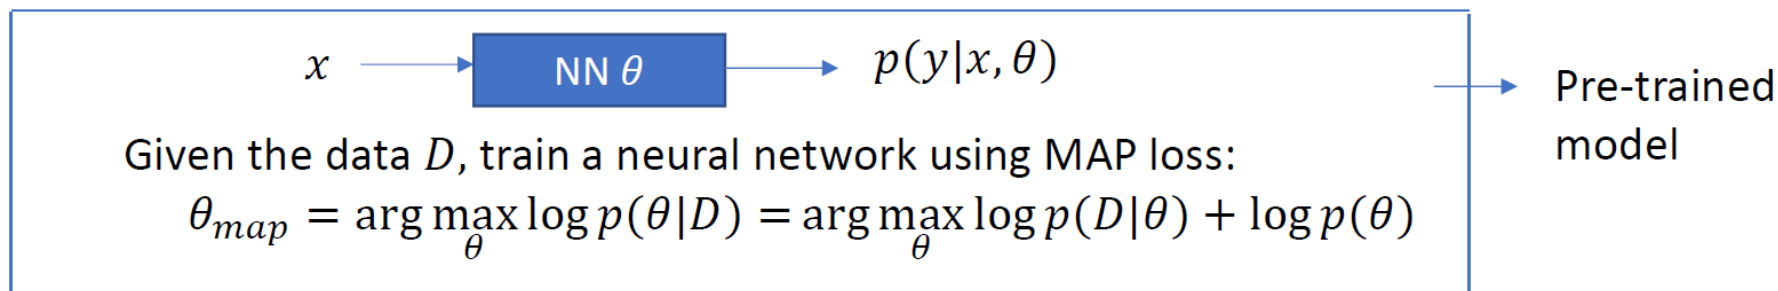 x NN θ p(y|x, θ)
Pre-trained
model
Given the data D, train a neural network using MAP loss:
θ_map = arg max_θ log p(θ|D) = arg max_θ log p(D|θ) + log p(θ)